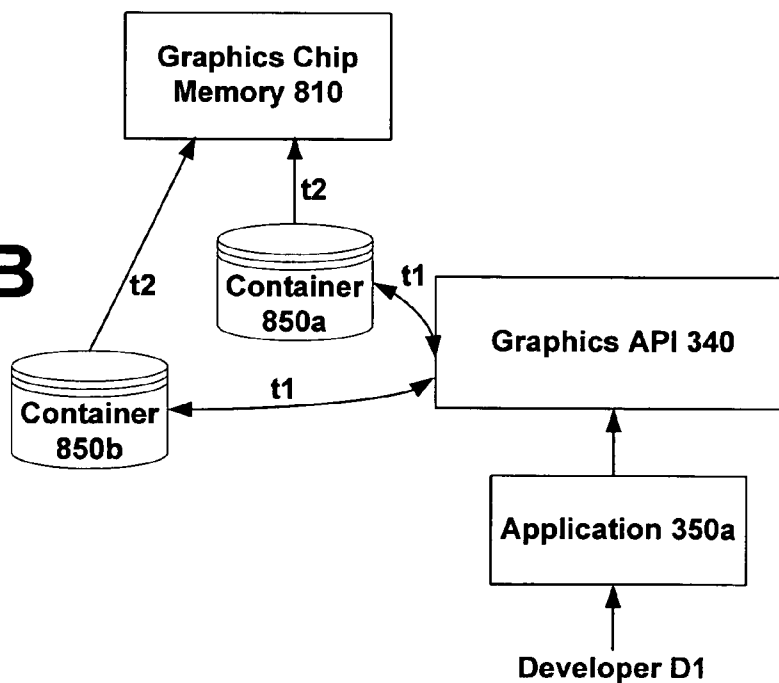 Graphics Chip
Memory 810
t2
B
t2
Container
850a
t1
Graphics API 340
Container
850b
t1
Application 350a
Developer D1